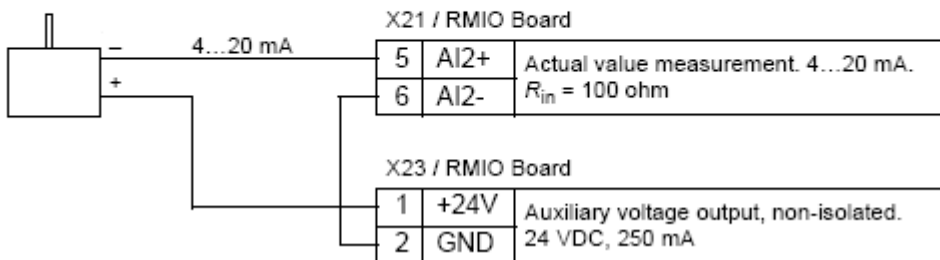 X21 / RMIO Board
– 4...20 mA 5 AI2+ Actual value measurement. 4...20 mA.
+ 6 AI2- Rin = 100 ohm
X23 / RMIO Board
1 +24V Auxiliary voltage output, non-isolated.
2 GND 24 VDC, 250 mA